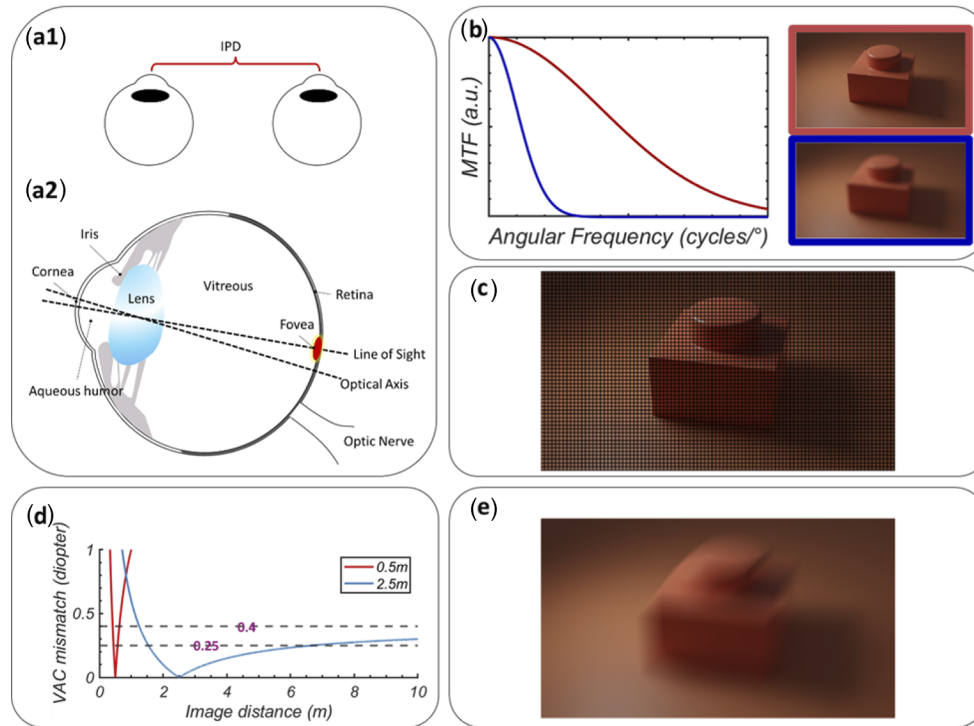 (a1)
IPD
(a2)
Iris
Cornea
Lens
Vitreous
Retina
Fovea
Line of Sight
Optical Axis
Aqueous humor
Optic Nerve
(b)
MTF (a.u.)
Angular Frequency (cycles/°)
(c)
(d)
VAC mismatch (diopter)
1
0.5
0
0.5m
2.5m
0.4
0.25
0 2 4 6 8 10
Image distance (m)
(e)